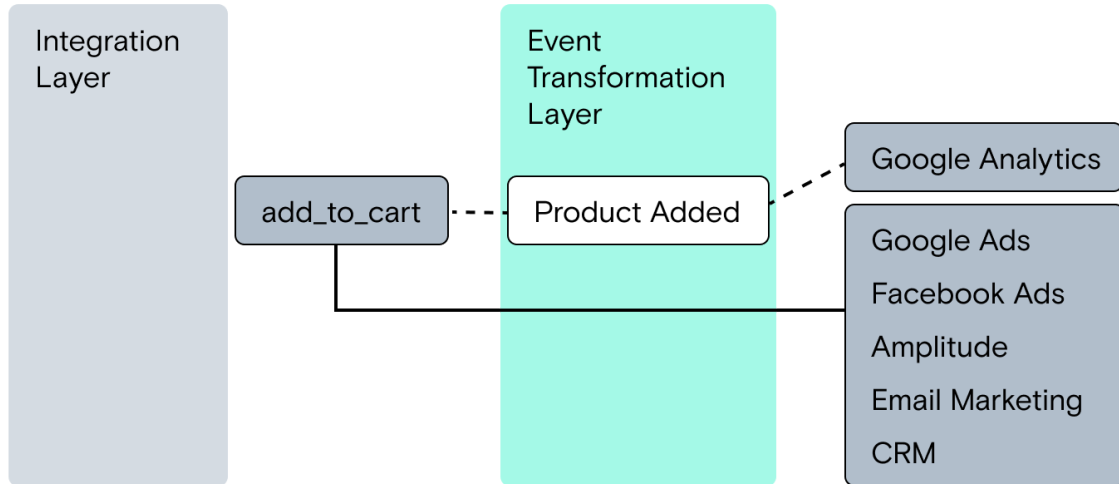 Integration
Layer
Event
Transformation
Layer
add_to_cart
Product Added
Google Analytics
Google Ads
Facebook Ads
Amplitude
Email Marketing
CRM